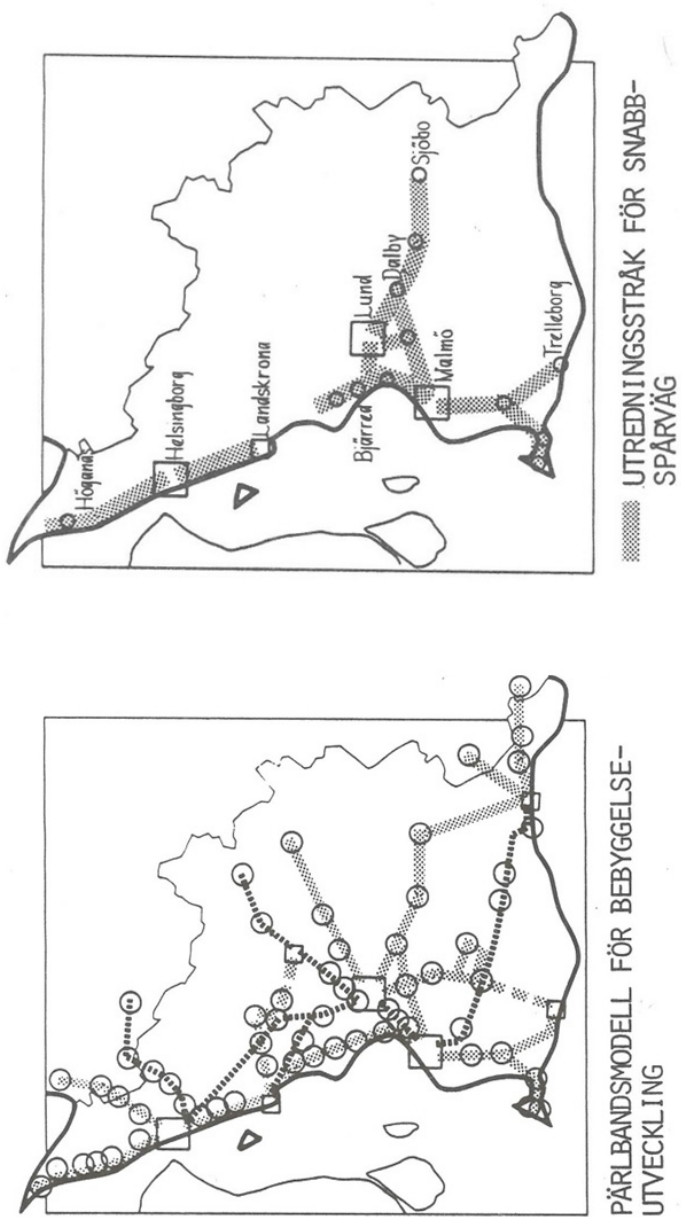 Höganäs
Helsingborg
Landskrona
Bjärred
Lund
Dalby
Sjöbo
Malmö
Trelleborg
UTREDNINGSSTRÅK FÖR SNABB-
SPÅRVÄG
PÄRLBANDSMODELL FÖR BEBYGGELSE-
UTVECKLING